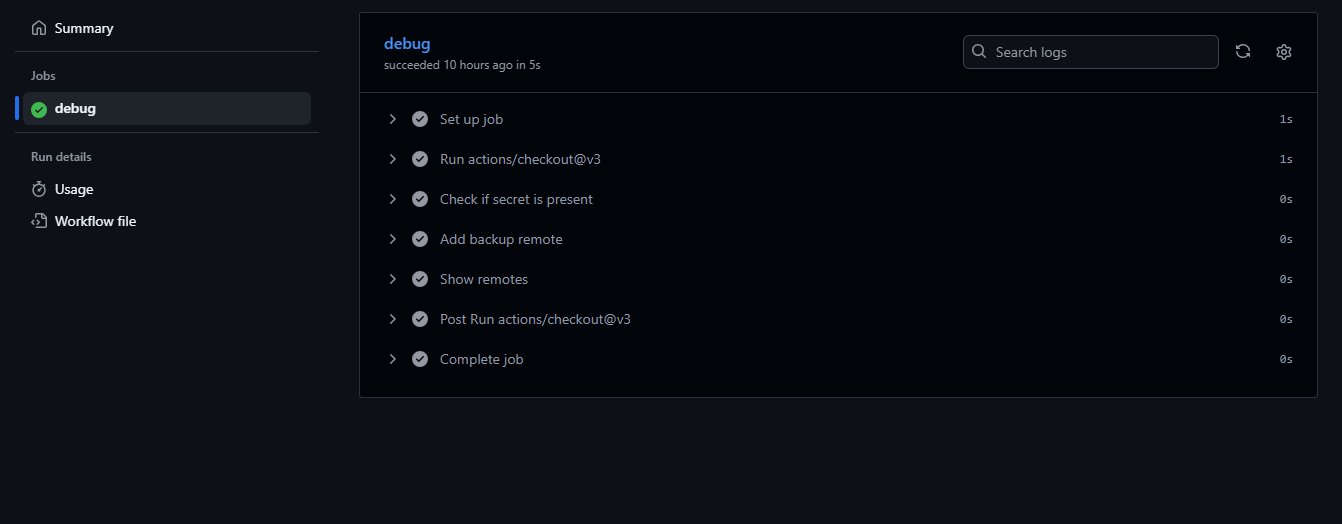 Summary
Jobs
debug
Run details
Usage
Workflow file
debug
succeeded 10 hours ago in 5s
Search logs
Set up job 1s
Run actions/checkout@v3 1s
Check if secret is present 0s
Add backup remote 0s
Show remotes 0s
Post Run actions/checkout@v3 0s
Complete job 0s